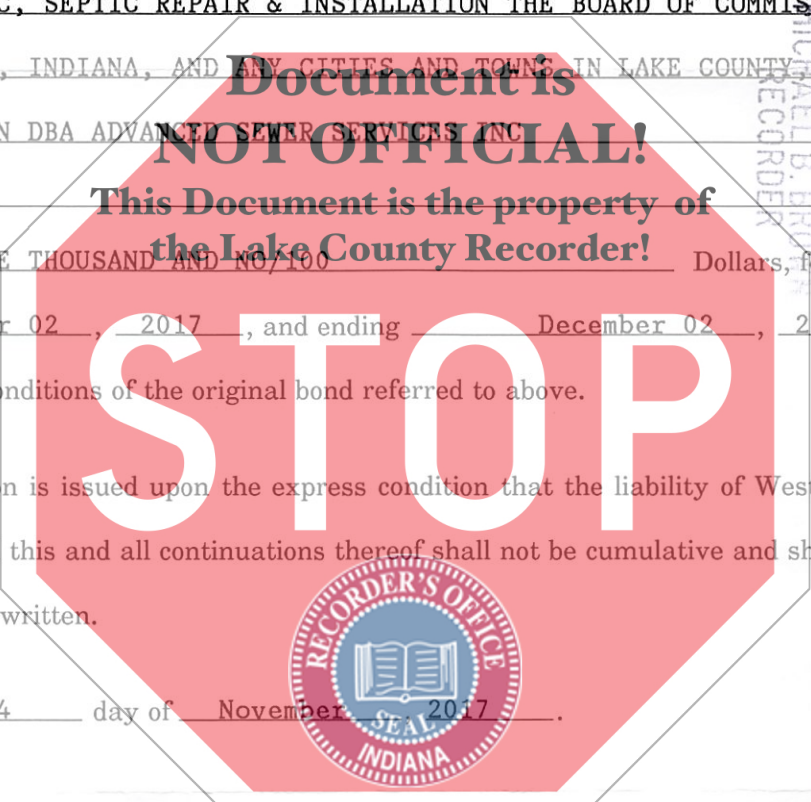 C, SEPTIC REPAIR & INSTALLATION THE BOARD OF COMMIS
, INDIANA, AND ANY CITIES AND TOWNS IN LAKE COUNTY,
Document is
N DBA ADVANCED SEWER SERVICES INC
NOT OFFICIAL!
This Document is the property of
the Lake County Recorder!
E THOUSAND AND NO/100 Dollars, f
r 02, 2017, and ending December 02, 2
STOP
onditions of the original bond referred to above.
n is issued upon the express condition that the liability of Wes
this and all continuations thereof shall not be cumulative and sh
written.
4 day of November, 2017.
RECORDER'S OFFICE
SEAL
INDIANA
RECORDER